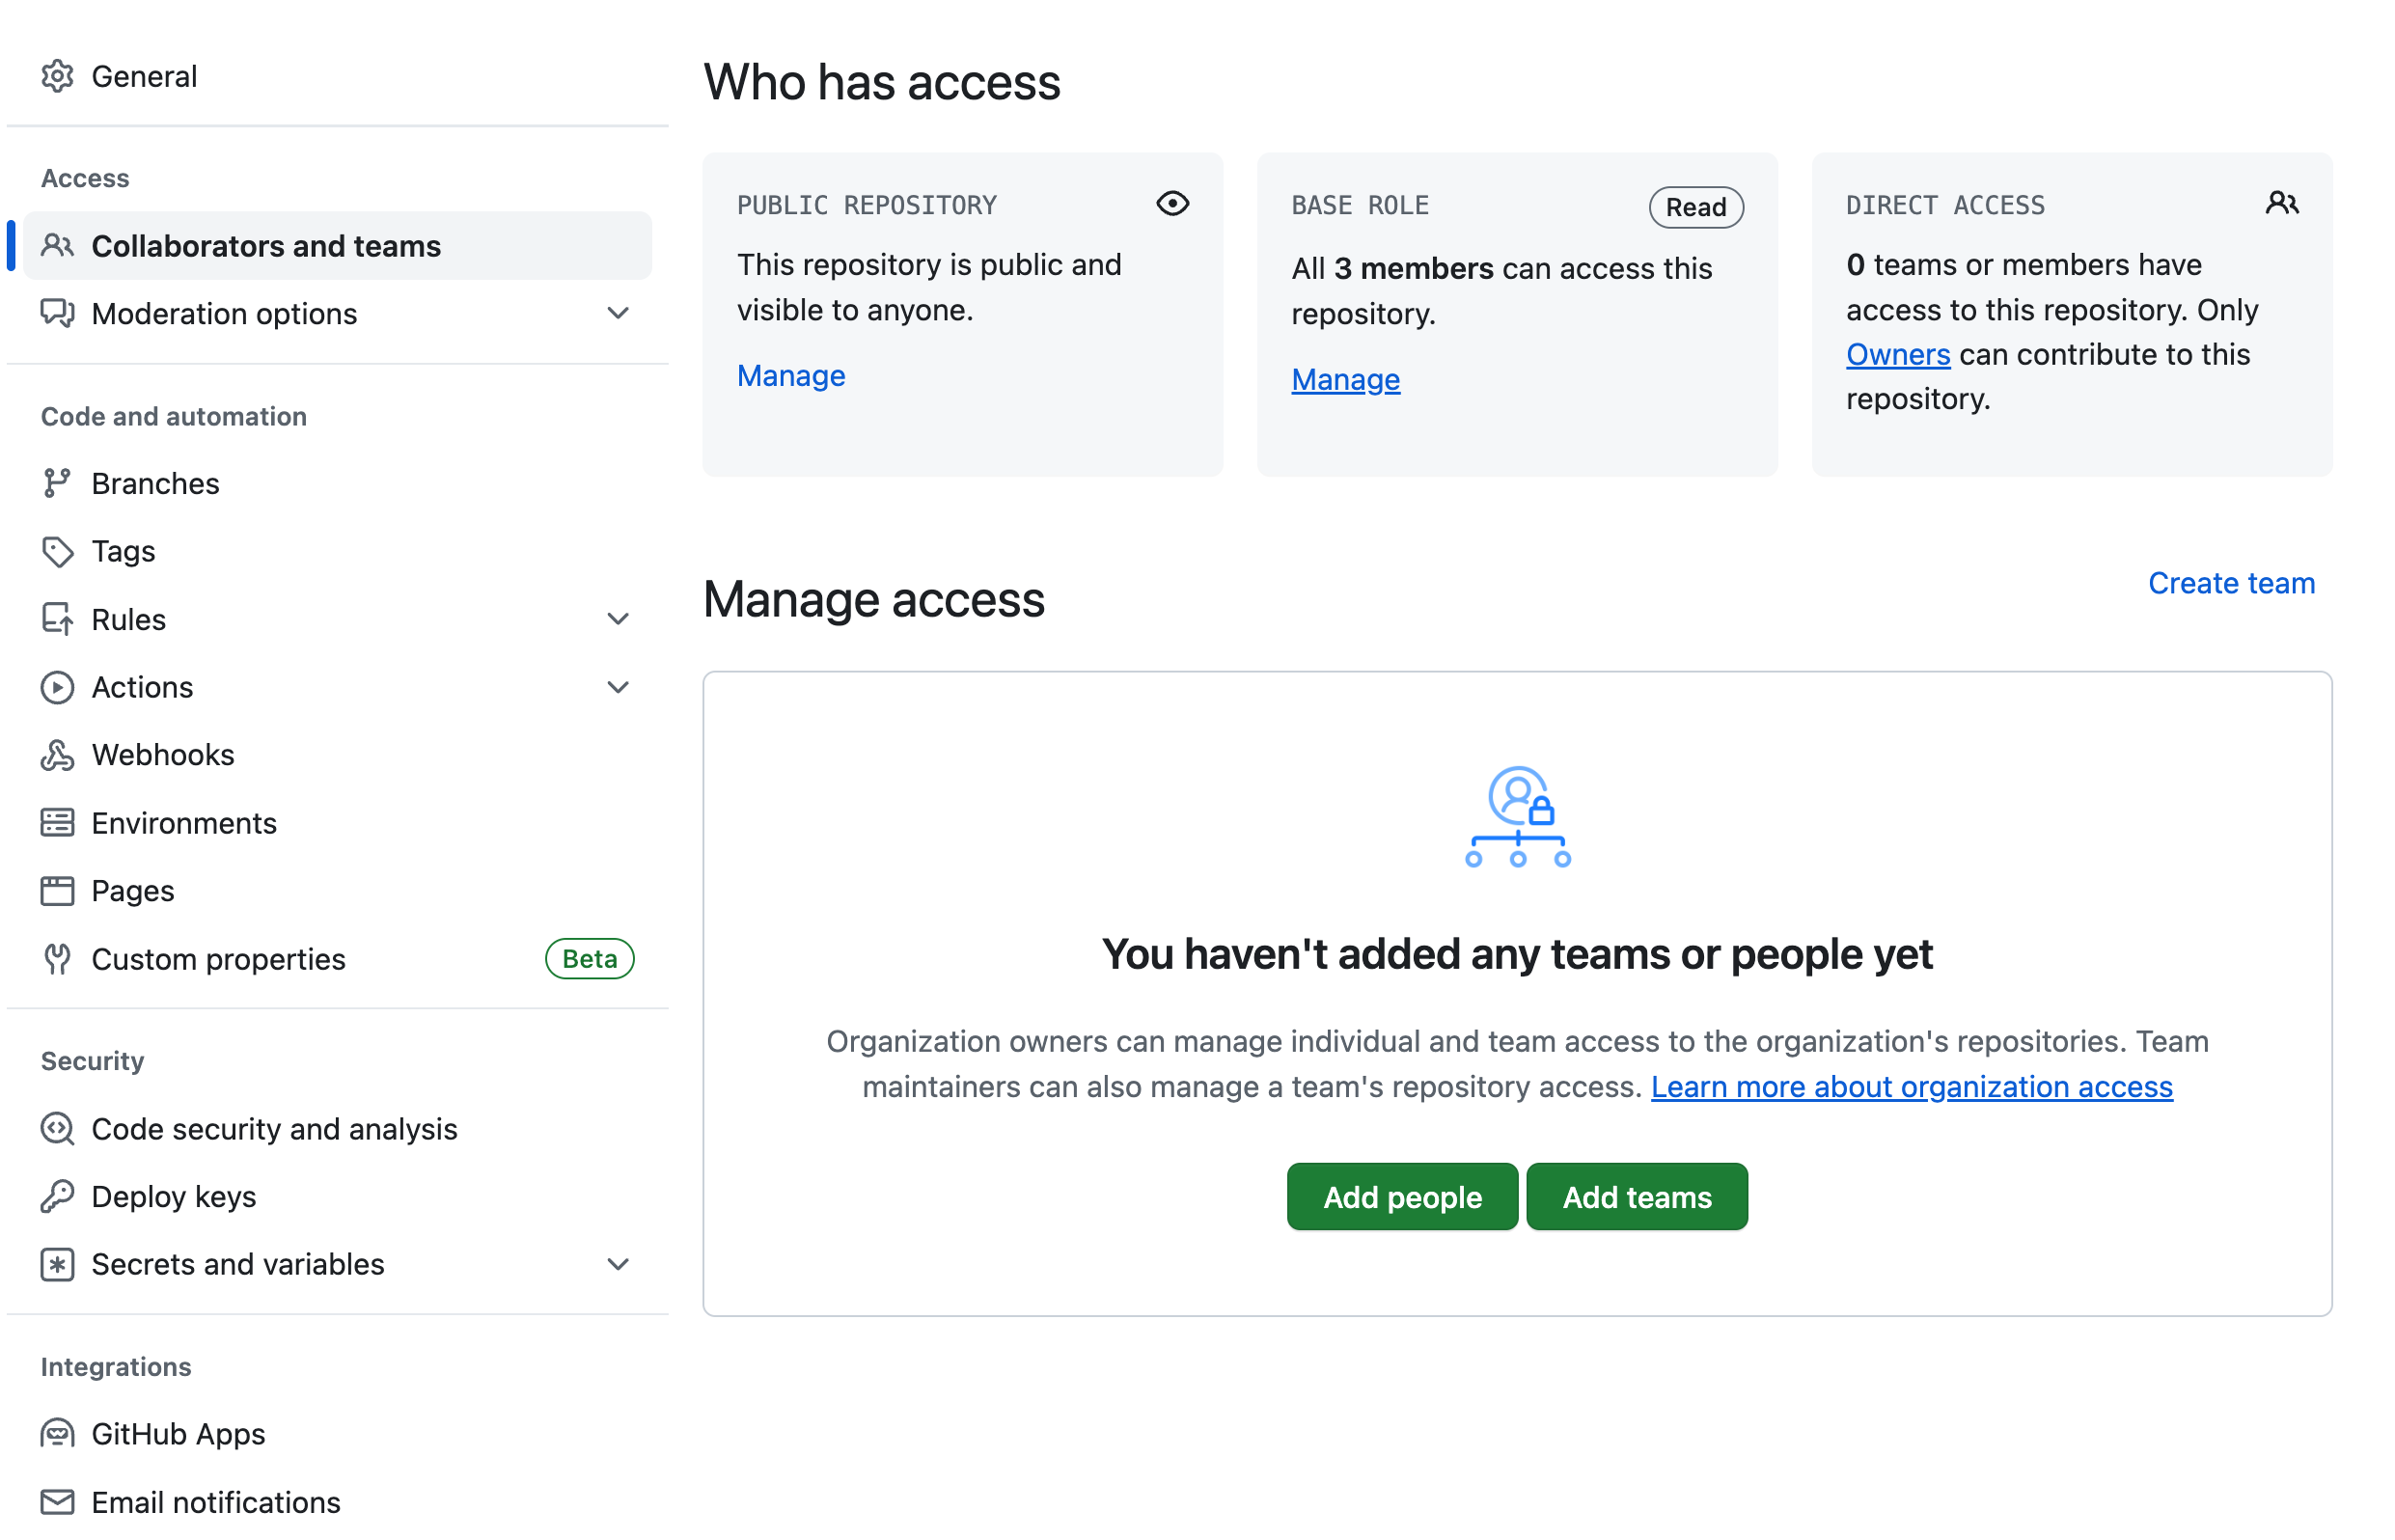 General
Access
Collaborators and teams
Moderation options
Code and automation
Branches
Tags
Rules
Actions
Webhooks
Environments
Pages
Custom properties
Beta
Security
Code security and analysis
Deploy keys
Secrets and variables
Integrations
GitHub Apps
Email notifications
Who has access
PUBLIC REPOSITORY
This repository is public and
visible to anyone.
Manage
BASE ROLE
Read
All 3 members can access this
repository.
Manage
DIRECT ACCESS
0 teams or members have
access to this repository. Only
Owners can contribute to this
repository.
Manage access
Create team
You haven't added any teams or people yet
Organization owners can manage individual and team access to the organization's repositories. Team
maintainers can also manage a team's repository access. Learn more about organization access
Add people
Add teams